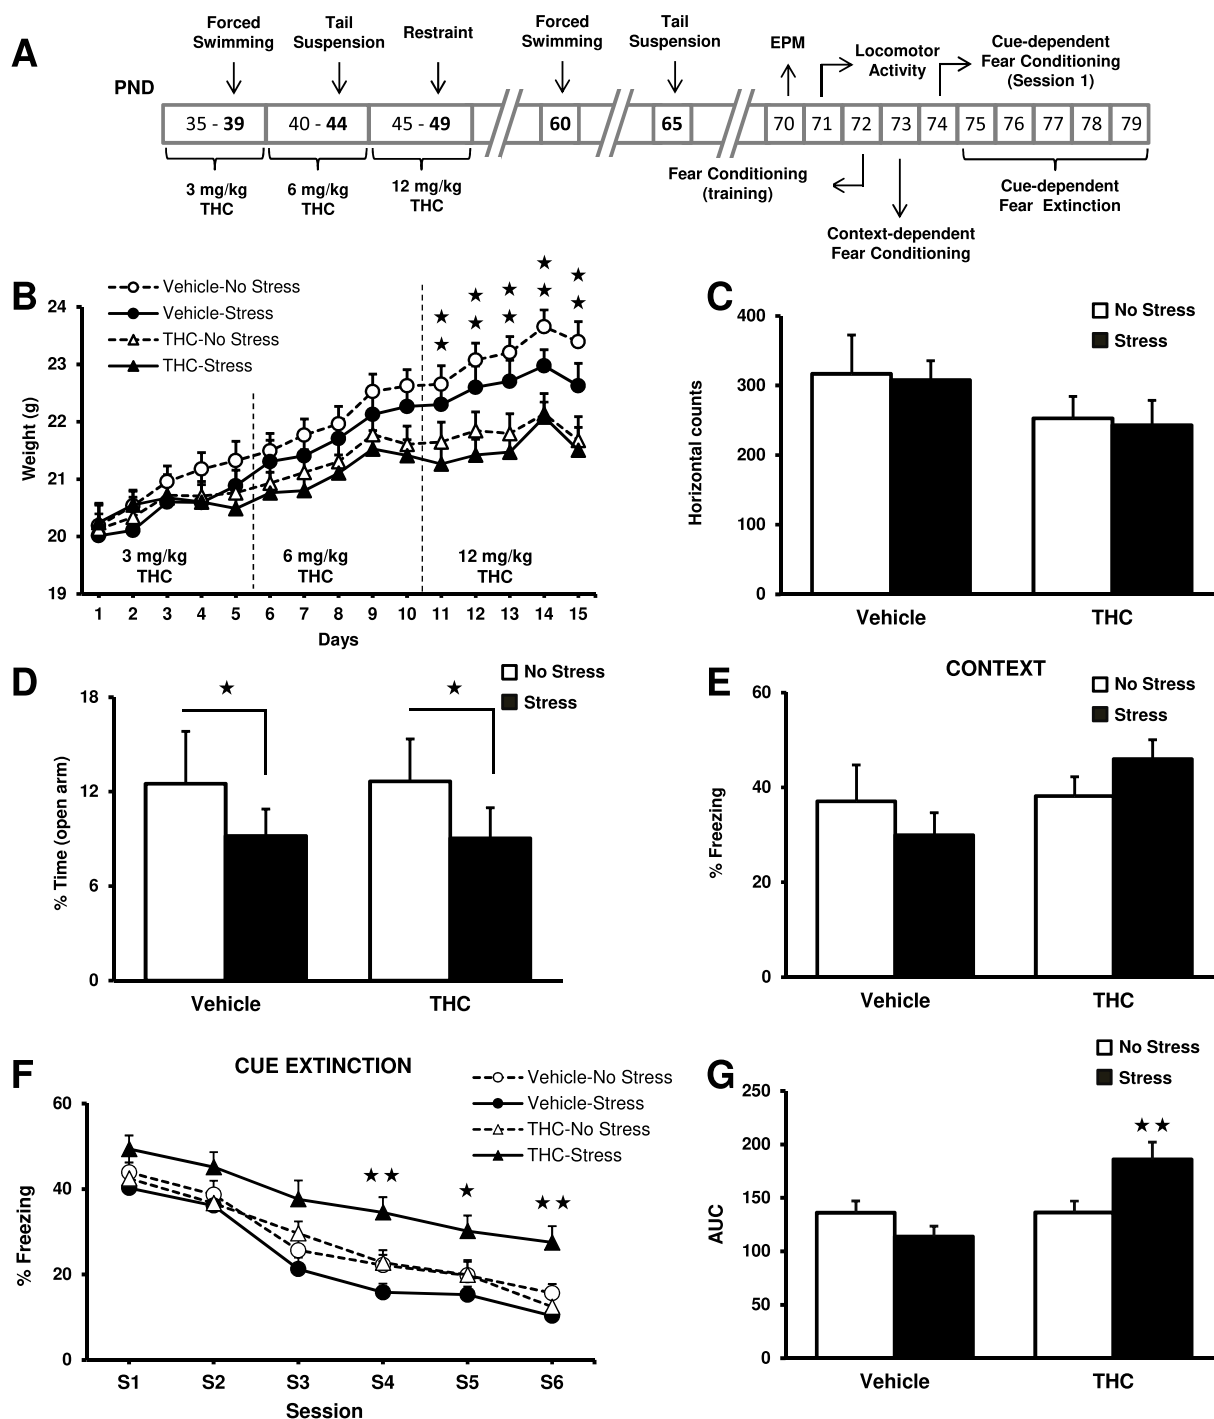 A
PND
Forced
Swimming
Tail
Suspension
Restraint
Forced
Swimming
Tail
Suspension
EPM
Locomotor
Activity
Cue-dependent
Fear Conditioning
(Session 1)
35 - 39
40 - 44
45 - 49
60
65
70
71
72
73
74
75
76
77
78
79
3 mg/kg
THC
6 mg/kg
THC
12 mg/kg
THC
Fear Conditioning
(training)
Context-dependent
Fear Conditioning
Cue-dependent
Fear Extinction
B
Vehicle-No Stress
Vehicle-Stress
THC-No Stress
THC-Stress
Weight (g)
24
23
22
21
20
19
3 mg/kg
THC
6 mg/kg
THC
12 mg/kg
THC
1 2 3 4 5 6 7 8 9 10 11 12 13 14 15
Days
C
No Stress
Stress
Horizontal counts
400
300
200
100
0
Vehicle THC
D
No Stress
Stress
% Time (open arm)
18
12
6
0
Vehicle THC
E
CONTEXT
No Stress
Stress
% Freezing
60
40
20
0
Vehicle THC
F
CUE EXTINCTION
Vehicle-No Stress
Vehicle-Stress
THC-No Stress
THC-Stress
% Freezing
60
40
20
0
S1 S2 S3 S4 S5 S6
Session
G
No Stress
Stress
AUC
250
200
150
100
50
0
Vehicle THC